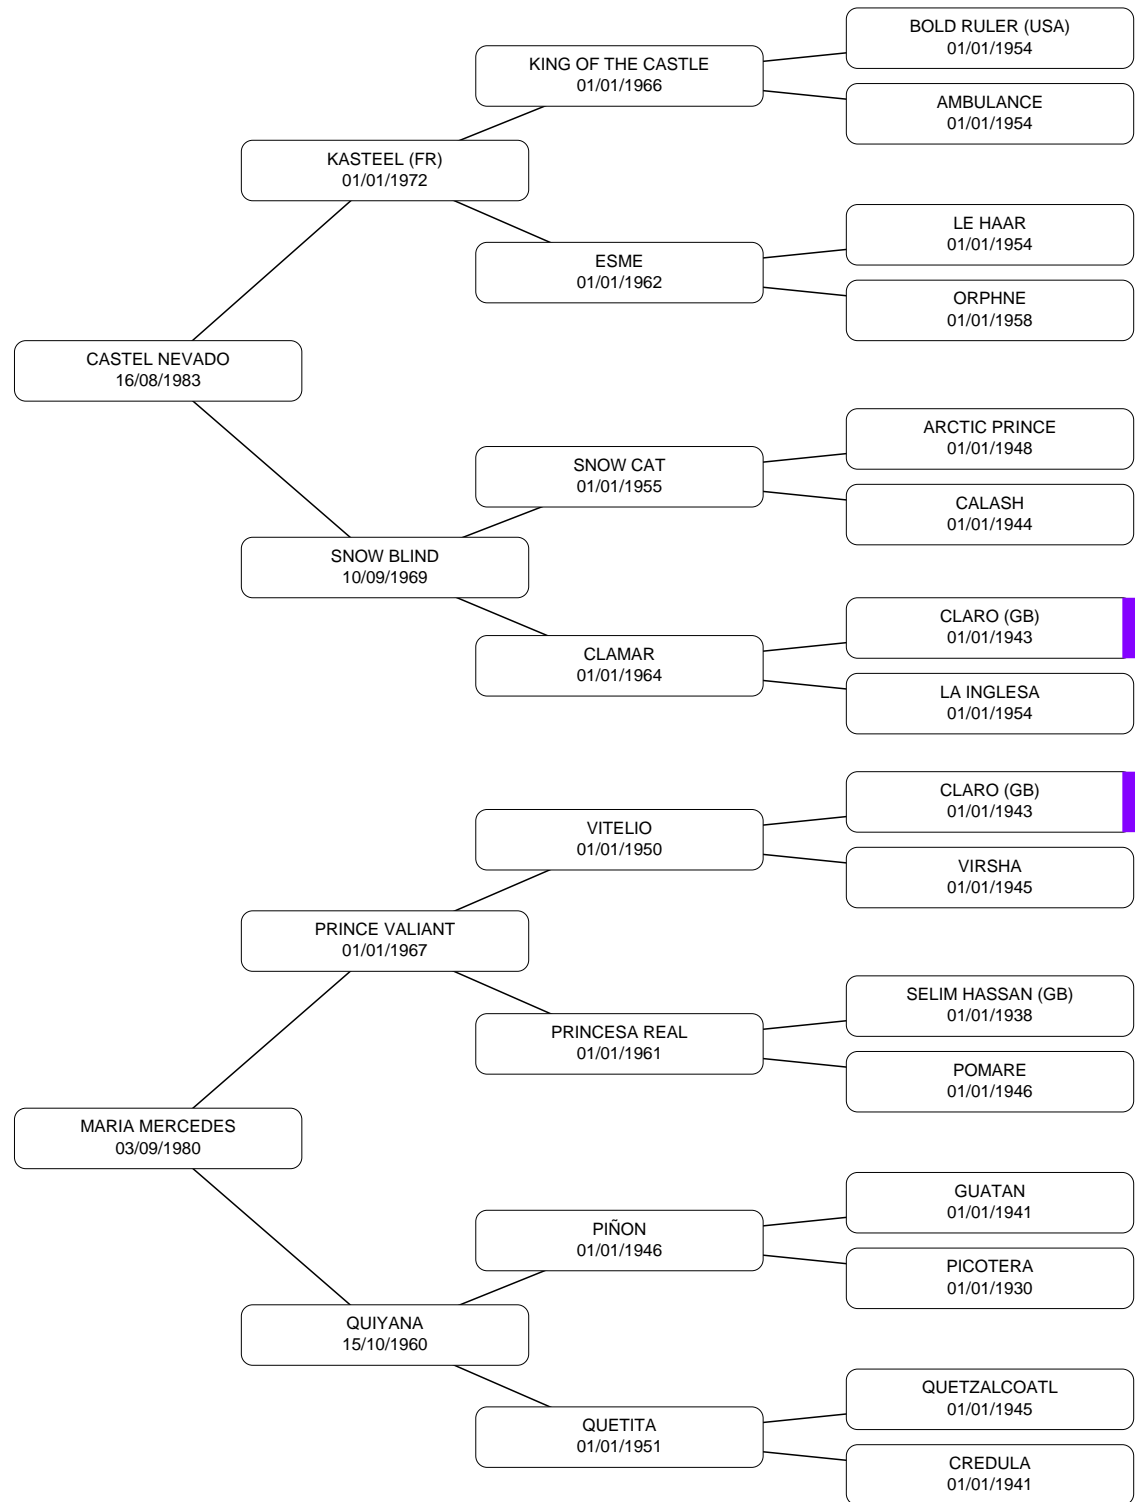 BOLD RULER (USA)
01/01/1954
KING OF THE CASTLE
01/01/1966
AMBULANCE
01/01/1954
KASTEEL (FR)
01/01/1972
LE HAAR
01/01/1954
ESME
01/01/1962
ORPHNE
01/01/1958
CASTEL NEVADO
16/08/1983
ARCTIC PRINCE
01/01/1948
SNOW CAT
01/01/1955
CALASH
01/01/1944
SNOW BLIND
10/09/1969
CLARO (GB)
01/01/1943
CLAMAR
01/01/1964
LA INGLESA
01/01/1954
CLARO (GB)
01/01/1943
VITELIO
01/01/1950
VIRSHA
01/01/1945
PRINCE VALIANT
01/01/1967
SELIM HASSAN (GB)
01/01/1938
PRINCESA REAL
01/01/1961
POMARE
01/01/1946
MARIA MERCEDES
03/09/1980
GUATAN
01/01/1941
PIÑON
01/01/1946
PICOTERA
01/01/1930
QUIYANA
15/10/1960
QUETZALCOATL
01/01/1945
QUETITA
01/01/1951
CREDULA
01/01/1941